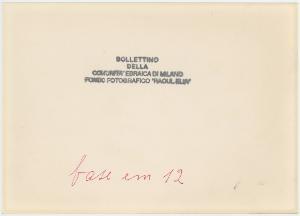 BOLLETTINO
DELLA
COMUNITA' EBRAICA DI MILANO
FONDO FOTOGRAFICO "RAOUL ELIA"
base cm 12